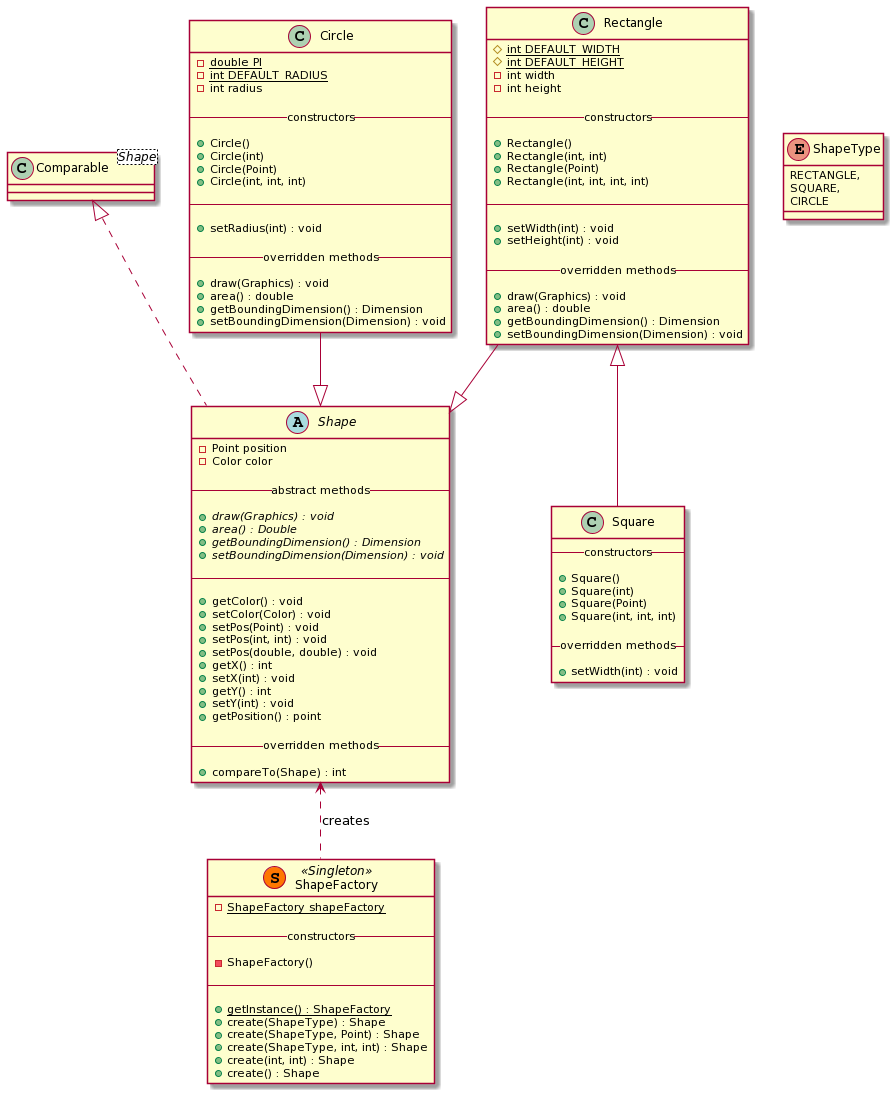 C Circle
double PI
int DEFAULT_RADIUS
int radius
constructors
Circle()
Circle(int)
Circle(Point)
Circle(int, int, int)
setRadius(int) : void
overridden methods
draw(Graphics) : void
area() : double
getBoundingDimension() : Dimension
setBoundingDimension(Dimension) : void
C Rectangle
int DEFAULT_WIDTH
int DEFAULT_HEIGHT
int width
int height
constructors
Rectangle()
Rectangle(int, int)
Rectangle(Point)
Rectangle(int, int, int, int)
setWidth(int) : void
setHeight(int) : void
overridden methods
draw(Graphics) : void
area() : double
getBoundingDimension() : Dimension
setBoundingDimension(Dimension) : void
C Comparable Shape
E ShapeType
RECTANGLE,
SQUARE,
CIRCLE
A Shape
Point position
Color color
abstract methods
draw(Graphics) : void
area() : Double
getBoundingDimension() : Dimension
setBoundingDimension(Dimension) : void
getColor() : void
setColor(Color) : void
setPos(Point) : void
setPos(int, int) : void
setPos(double, double) : void
getX() : int
setX(int) : void
getY() : int
setY(int) : void
getPosition() : point
overridden methods
compareTo(Shape) : int
C Square
constructors
Square()
Square(int)
Square(Point)
Square(int, int, int)
overridden methods
setWidth(int) : void
creates
S «Singleton»
ShapeFactory
ShapeFactory shapeFactory
constructors
ShapeFactory()
getInstance() : ShapeFactory
create(ShapeType) : Shape
create(ShapeType, Point) : Shape
create(ShapeType, int, int) : Shape
create(int, int) : Shape
create() : Shape